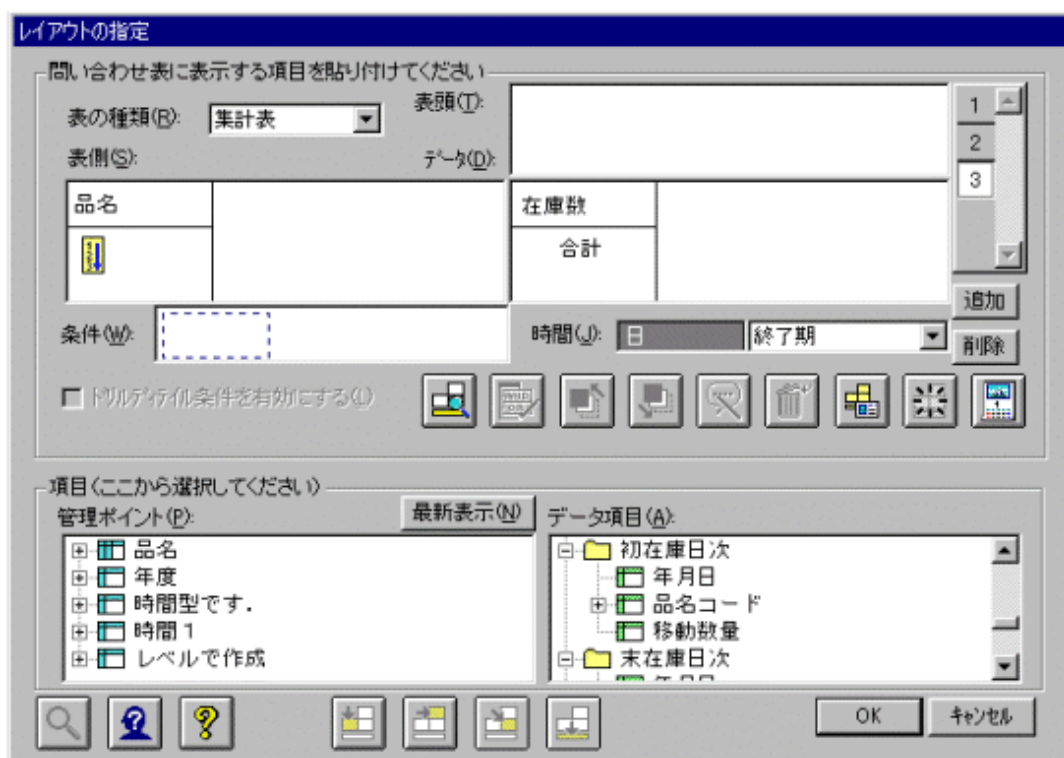 レイアウトの指定
問い合わせ表に表示する項目を貼り付けてください
表の種類(R): 集計表
表頭(T):
表側(S):
データ(D):
1
2
3
品名
在庫数
合計
追加
条件(W):
時間(J): 日 終了期
削除
ドリルディテイル条件を有効にする(L)
項目(ここから選択してください)
管理ポイント(P): 最新表示(N)
品名
年度
時間型です.
時間1
レベルで作成
データ項目(A):
初在庫日次
年月日
品名コード
移動数量
末在庫日次
OK キャンセル